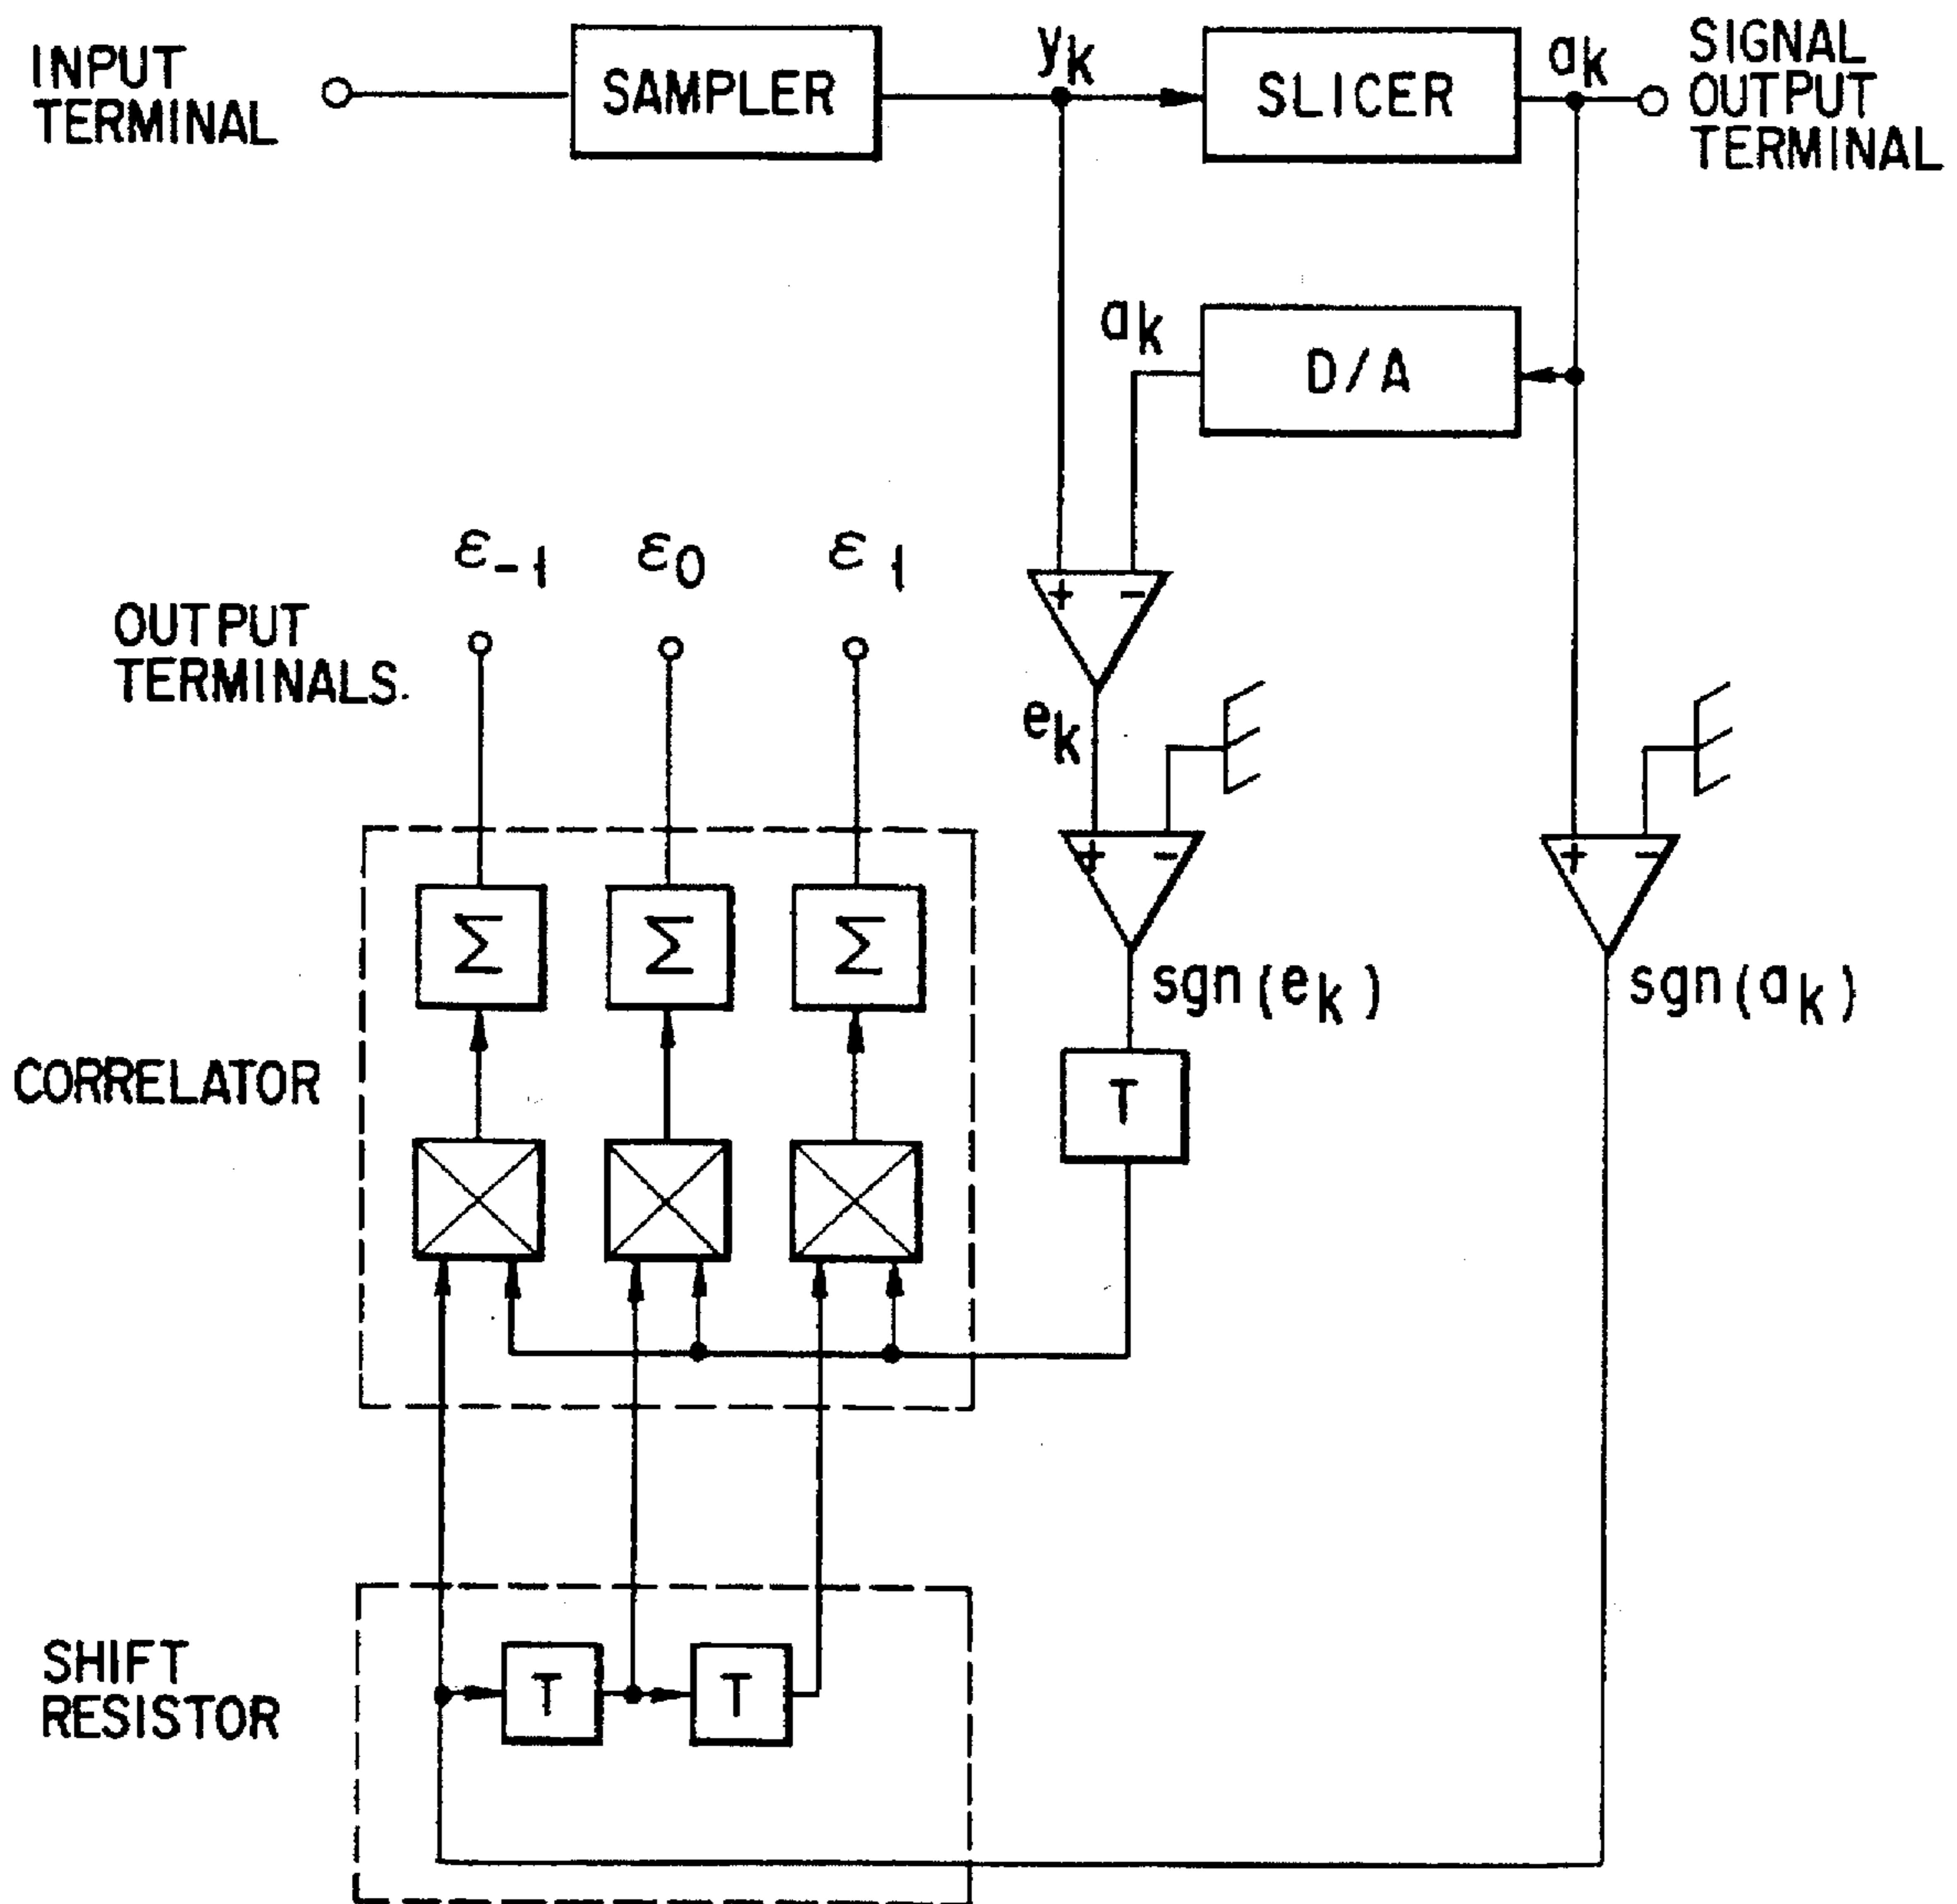 INPUT
TERMINAL
SAMPLER
yk
SLICER
ak
SIGNAL
OUTPUT
TERMINAL
ak
D/A
ε-1
ε0
ε1
OUTPUT
TERMINALS.
+ -
ek
+ -
+ -
Σ
Σ
Σ
sgn(ek)
sgn(ak)
CORRELATOR
T
SHIFT
RESISTOR
T
T